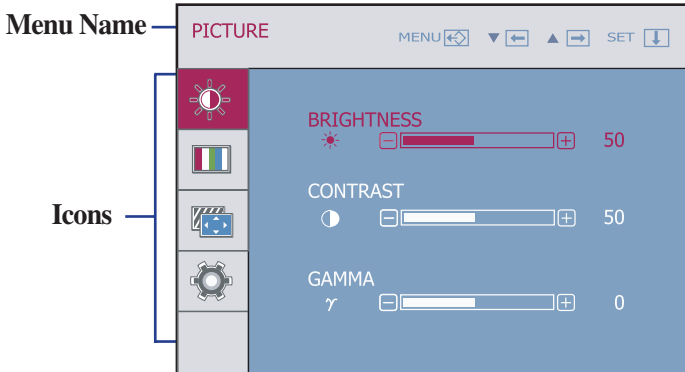 Menu Name
PICTURE MENU ▼ ▲ SET
BRIGHTNESS
50
CONTRAST
50
Icons
GAMMA
γ 0